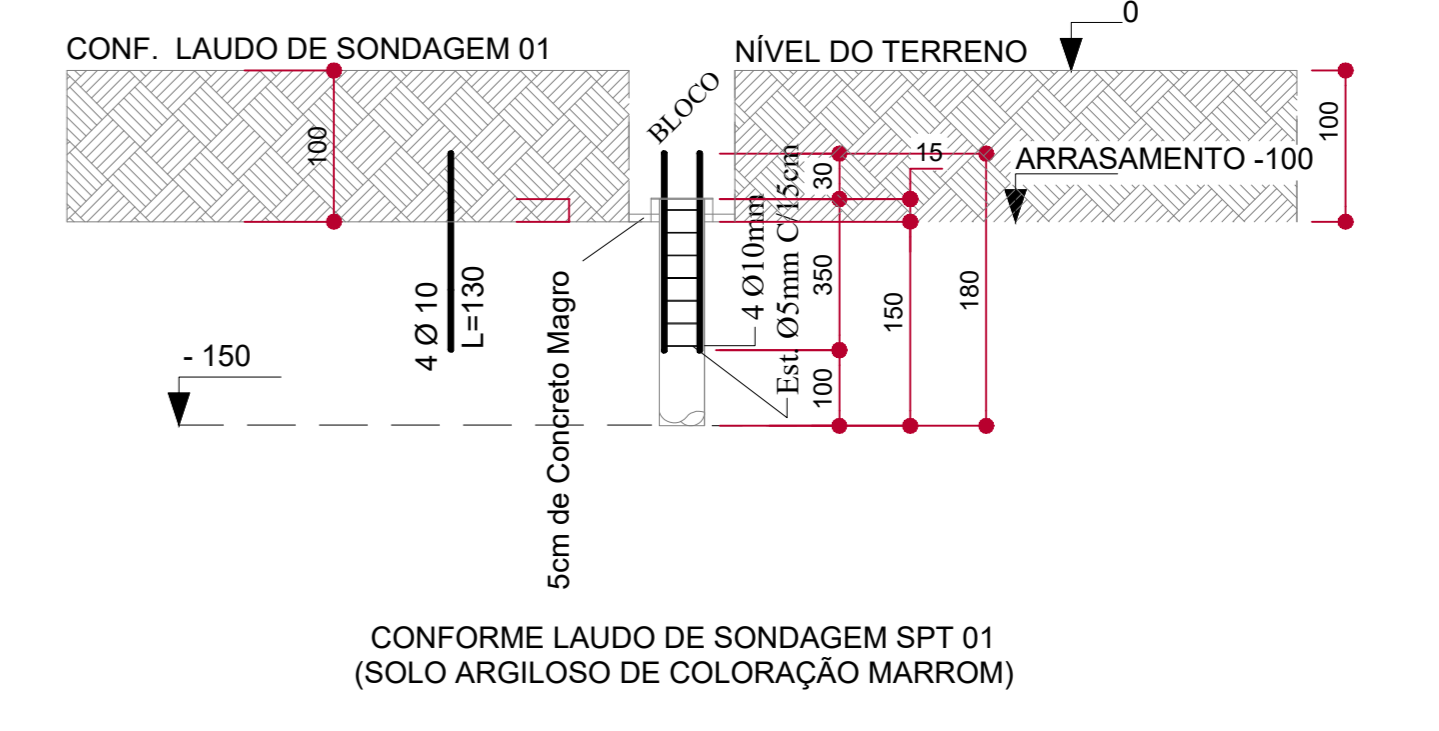 0
CONF. LAUDO DE SONDAGEM 01
NÍVEL DO TERRENO
BLOCO
100
100
15
30
ARRASAMENTO -100
4 Ø 10
L=130
5cm de Concreto Magro
4 Ø10mm
Est. Ø5mm C/15cm
350
150
180
100
- 150
CONFORME LAUDO DE SONDAGEM SPT 01
(SOLO ARGILOSO DE COLORAÇÃO MARROM)